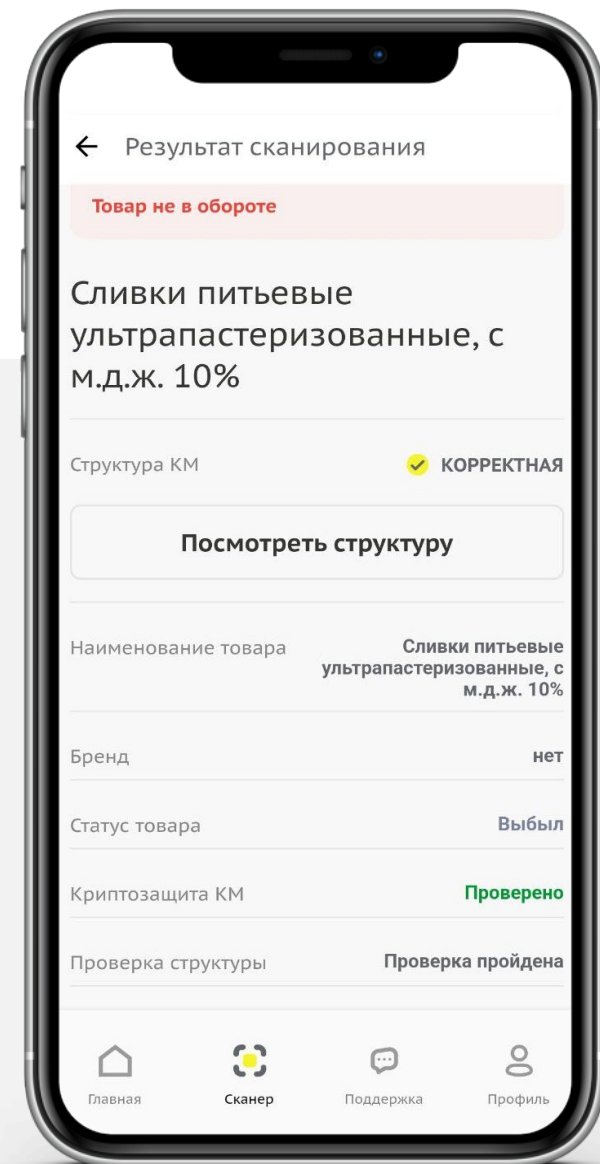 Результат сканирования
Товар не в обороте
Сливки питьевые
ультрапастеризованные, с
м.д.ж. 10%
Структура КМ
КОРРЕКТНАЯ
Посмотреть структуру
Наименование товара
Сливки питьевые
ультрапастеризованные, с
м.д.ж. 10%
Бренд
нет
Статус товара
Выбыл
Криптозащита КМ
Проверено
Проверка структуры
Проверка пройдена
Главная
Сканер
Поддержка
Профиль